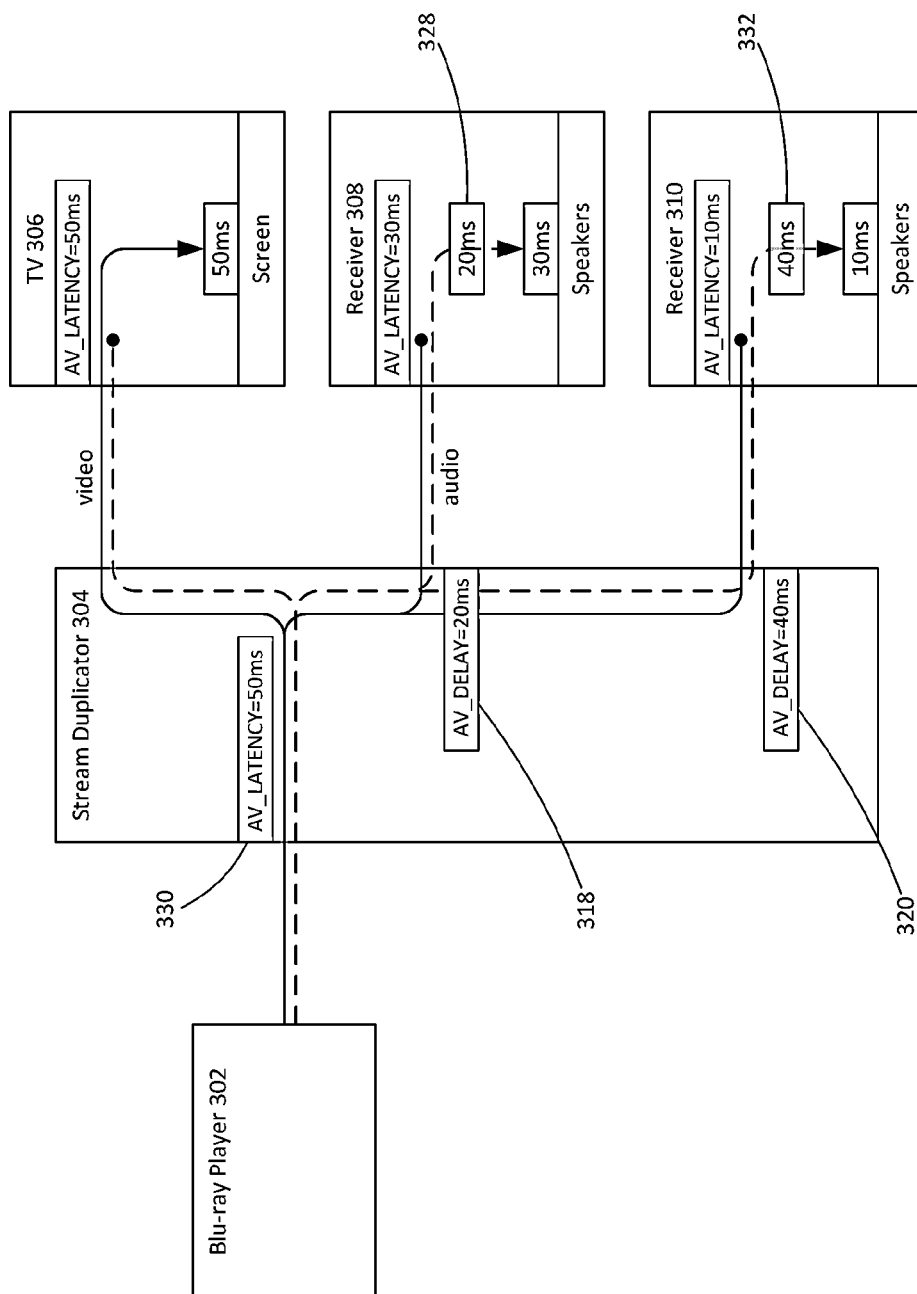 Blu-ray Player 302
Stream Duplicator 304
AV_LATENCY=50ms
330
AV_DELAY=20ms
318
AV_DELAY=40ms
320
video
audio
TV 306
AV_LATENCY=50ms
50ms
Screen
Receiver 308
AV_LATENCY=30ms
20ms
328
30ms
Speakers
Receiver 310
AV_LATENCY=10ms
40ms
332
10ms
Speakers